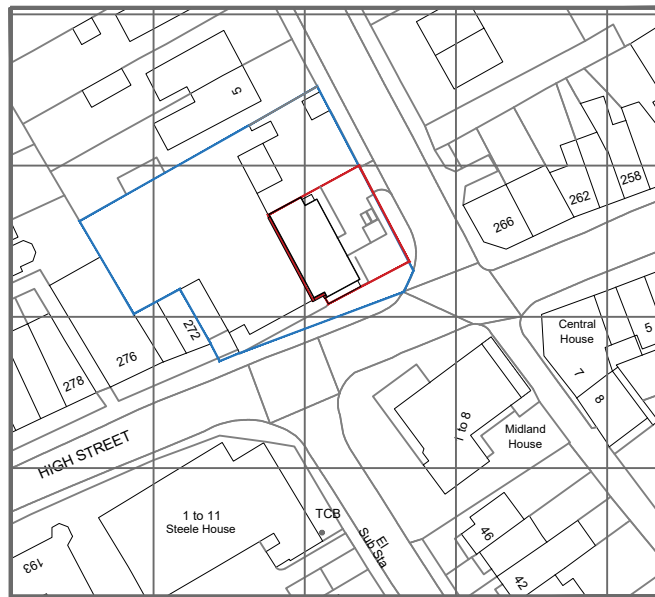 5
258
262
266
Central
House
5
7
8
272
276
278
1 to 8
Midland
House
HIGH STREET
1 to 11
Steele House
TCB
El
Sub Sta
193
46
42